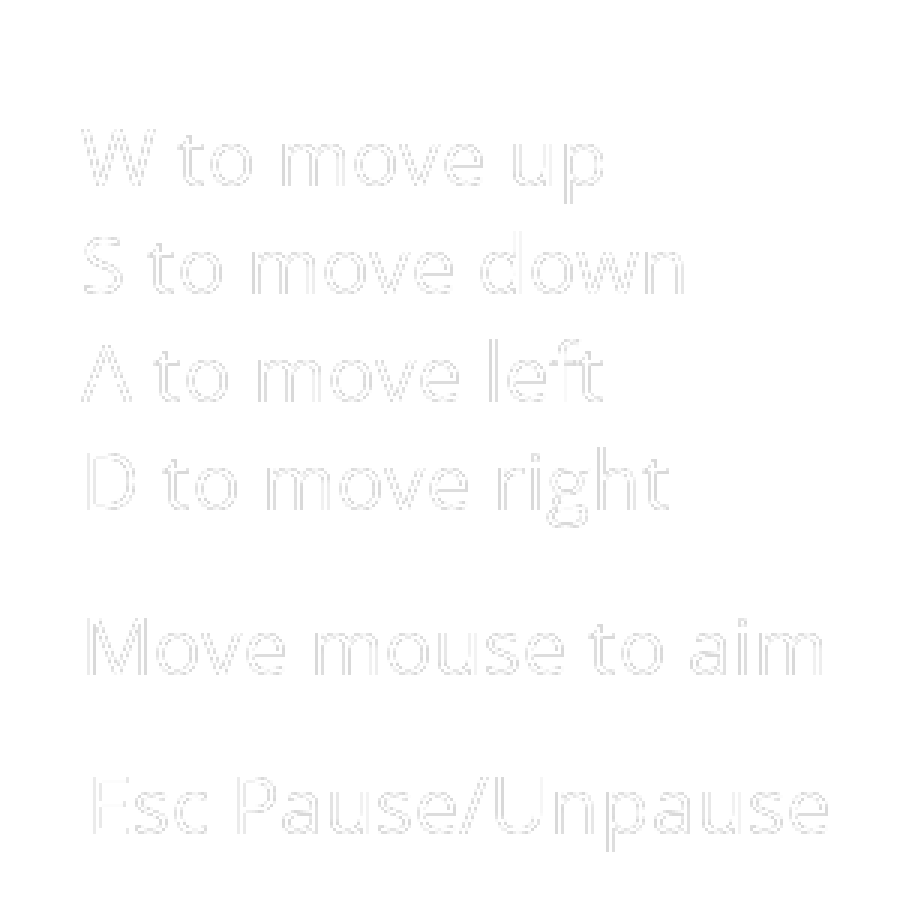 W to move up
S to move down
A to move left
D to move right
Move mouse to aim
Esc Pause/Unpause